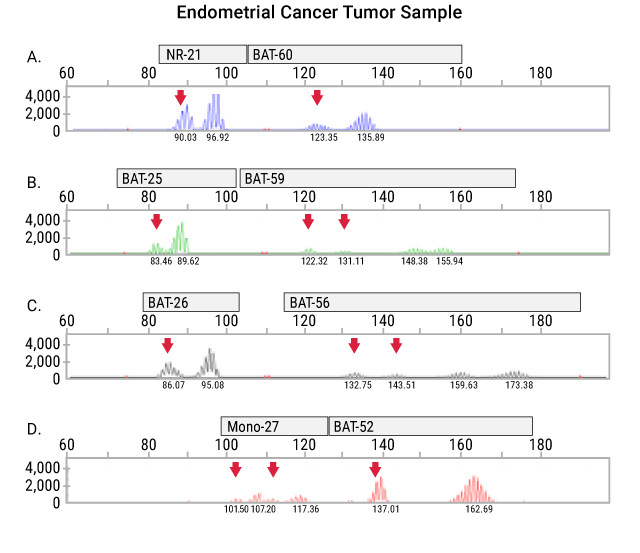 Endometrial Cancer Tumor Sample
A.
NR-21 BAT-60
60 80 100 120 140 160 180
4,000
2,000
0
90.03 96.92 123.35 135.89
B.
BAT-25 BAT-59
60 80 100 120 140 160 180
4,000
2,000
0
83.46 89.62 122.32 131.11 148.38 155.94
C.
BAT-26 BAT-56
60 80 100 120 140 160 180
4,000
2,000
0
86.07 95.08 132.75 143.51 159.63 173.38
D.
Mono-27 BAT-52
60 80 100 120 140 160 180
4,000
2,000
0
101.50 107.20 117.36 137.01 162.69